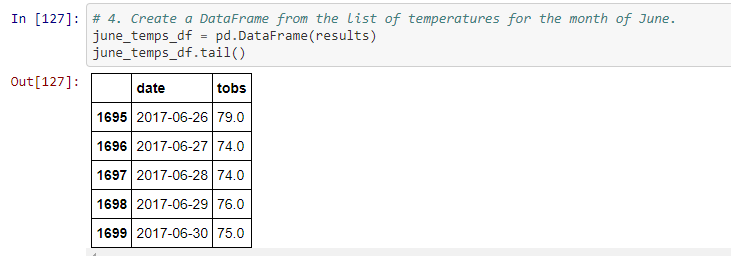 In [127]: # 4. Create a DataFrame from the list of temperatures for the month of June.
june_temps_df = pd.DataFrame(results)
june_temps_df.tail()
Out[127]:
date tobs
1695 2017-06-26 79.0
1696 2017-06-27 74.0
1697 2017-06-28 74.0
1698 2017-06-29 76.0
1699 2017-06-30 75.0